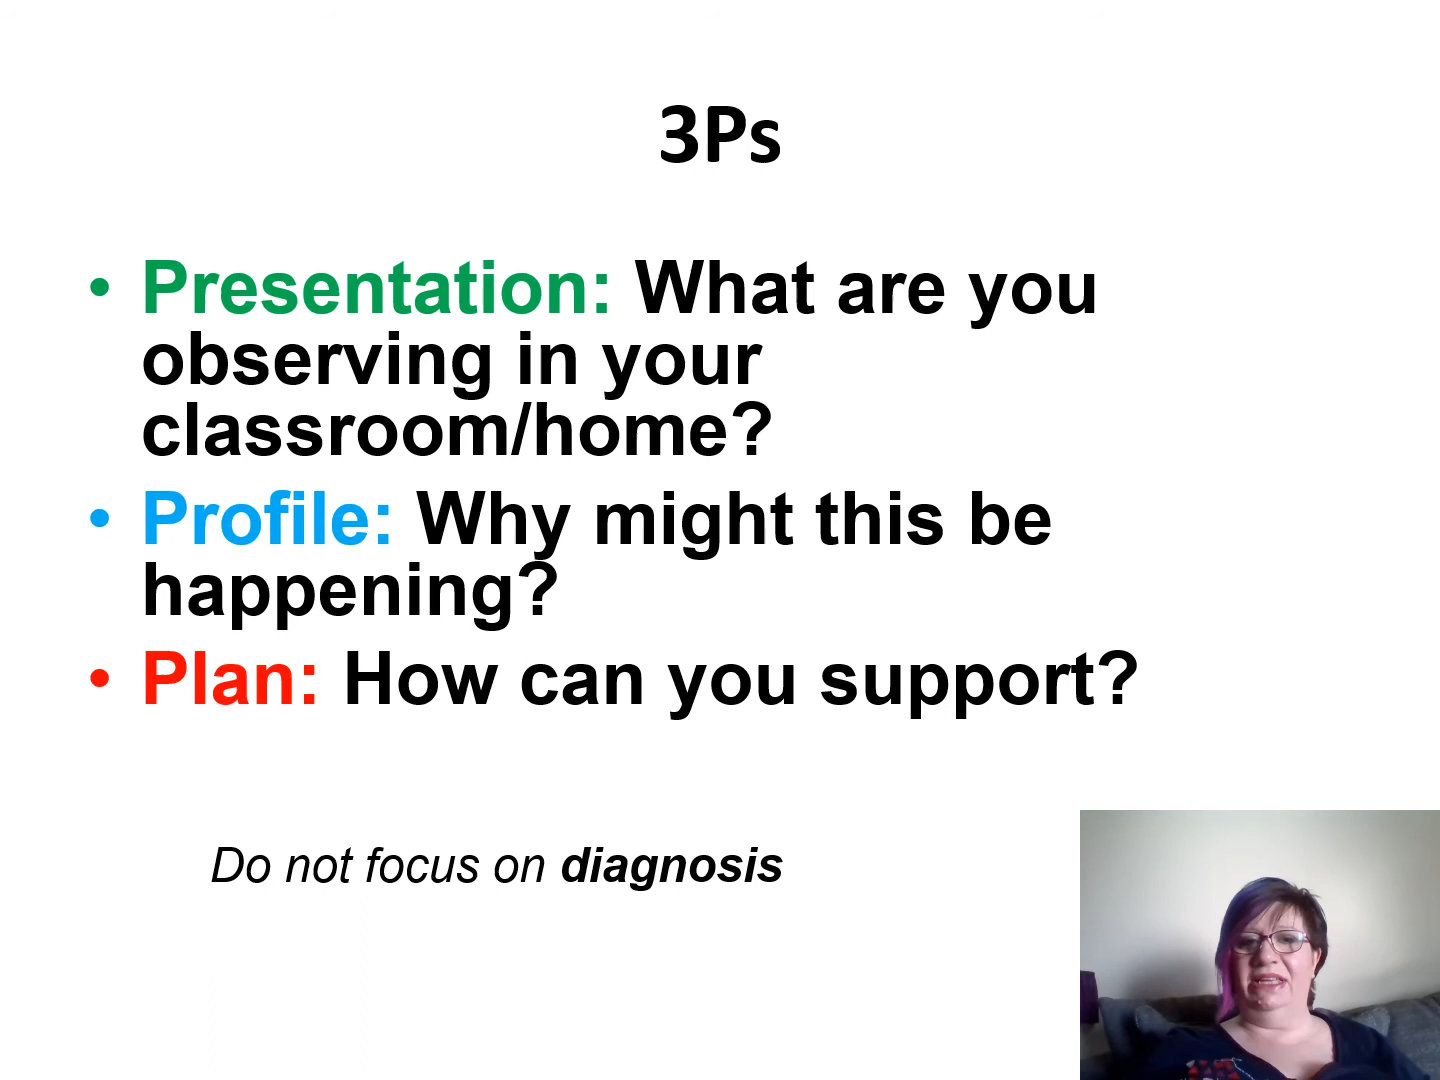 3Ps
• Presentation: What are you
observing in your
classroom/home?
• Profile: Why might this be
happening?
• Plan: How can you support?
Do not focus on diagnosis